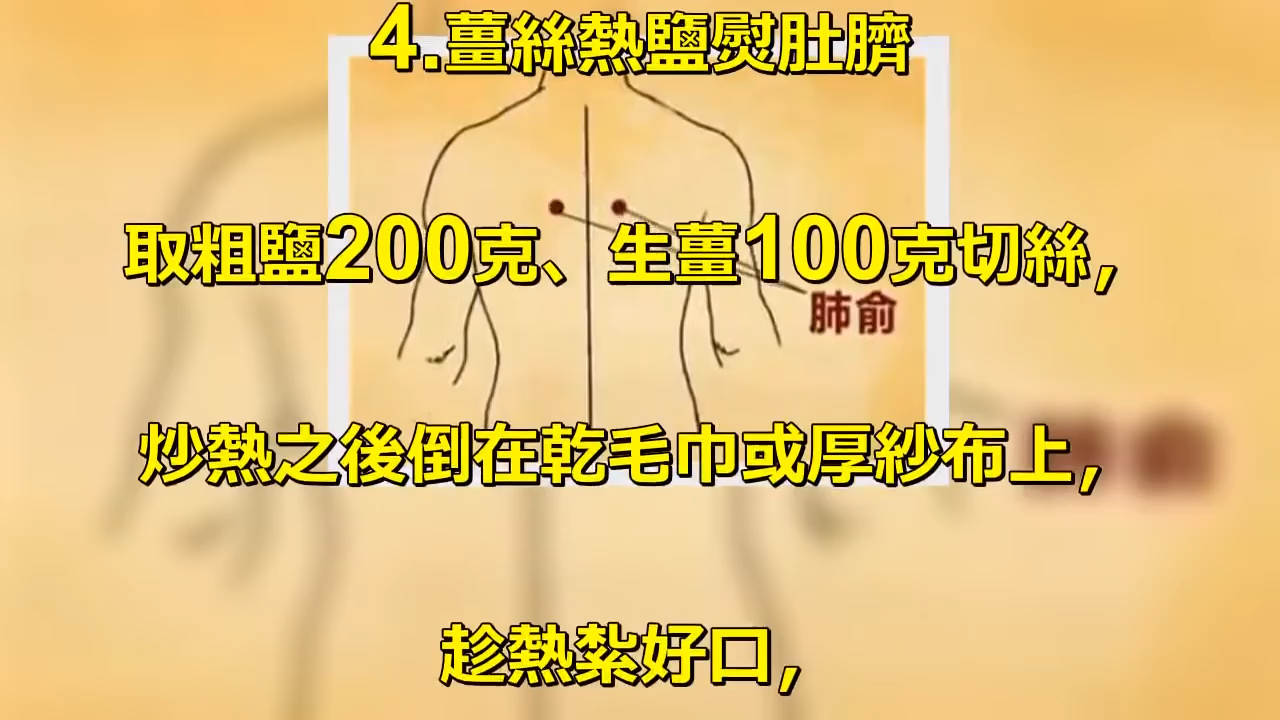 4.薑絲熱鹽熨肚臍
取粗鹽200克、生薑100克切絲,
肺俞
炒熱之後倒在乾毛巾或厚紗布上,
趁熱紮好口,